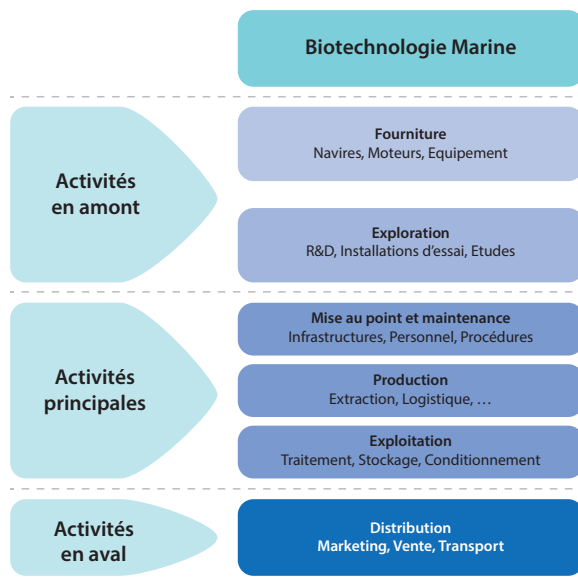 Biotechnologie Marine
Activités
en amont
Fourniture
Navires, Moteurs, Equipement
Exploration
R&D, Installations d'essai, Etudes
Activités
principales
Mise au point et maintenance
Infrastructures, Personnel, Procédures
Production
Extraction, Logistique, …
Exploitation
Traitement, Stockage, Conditionnement
Activités
en aval
Distribution
Marketing, Vente, Transport